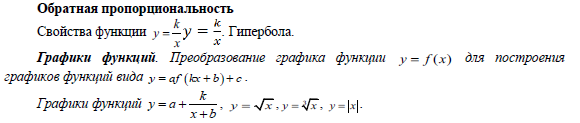 Обратная пропорциональность
Свойства функции y = k/x y = k/x. Гипербола.
Графики функций. Преобразование графика функции y = f(x) для построения
графиков функций вида y = af(kx + b) + c.
Графики функций y = a + k/(x + b), y = √x, y = ∛x, y = |x|.